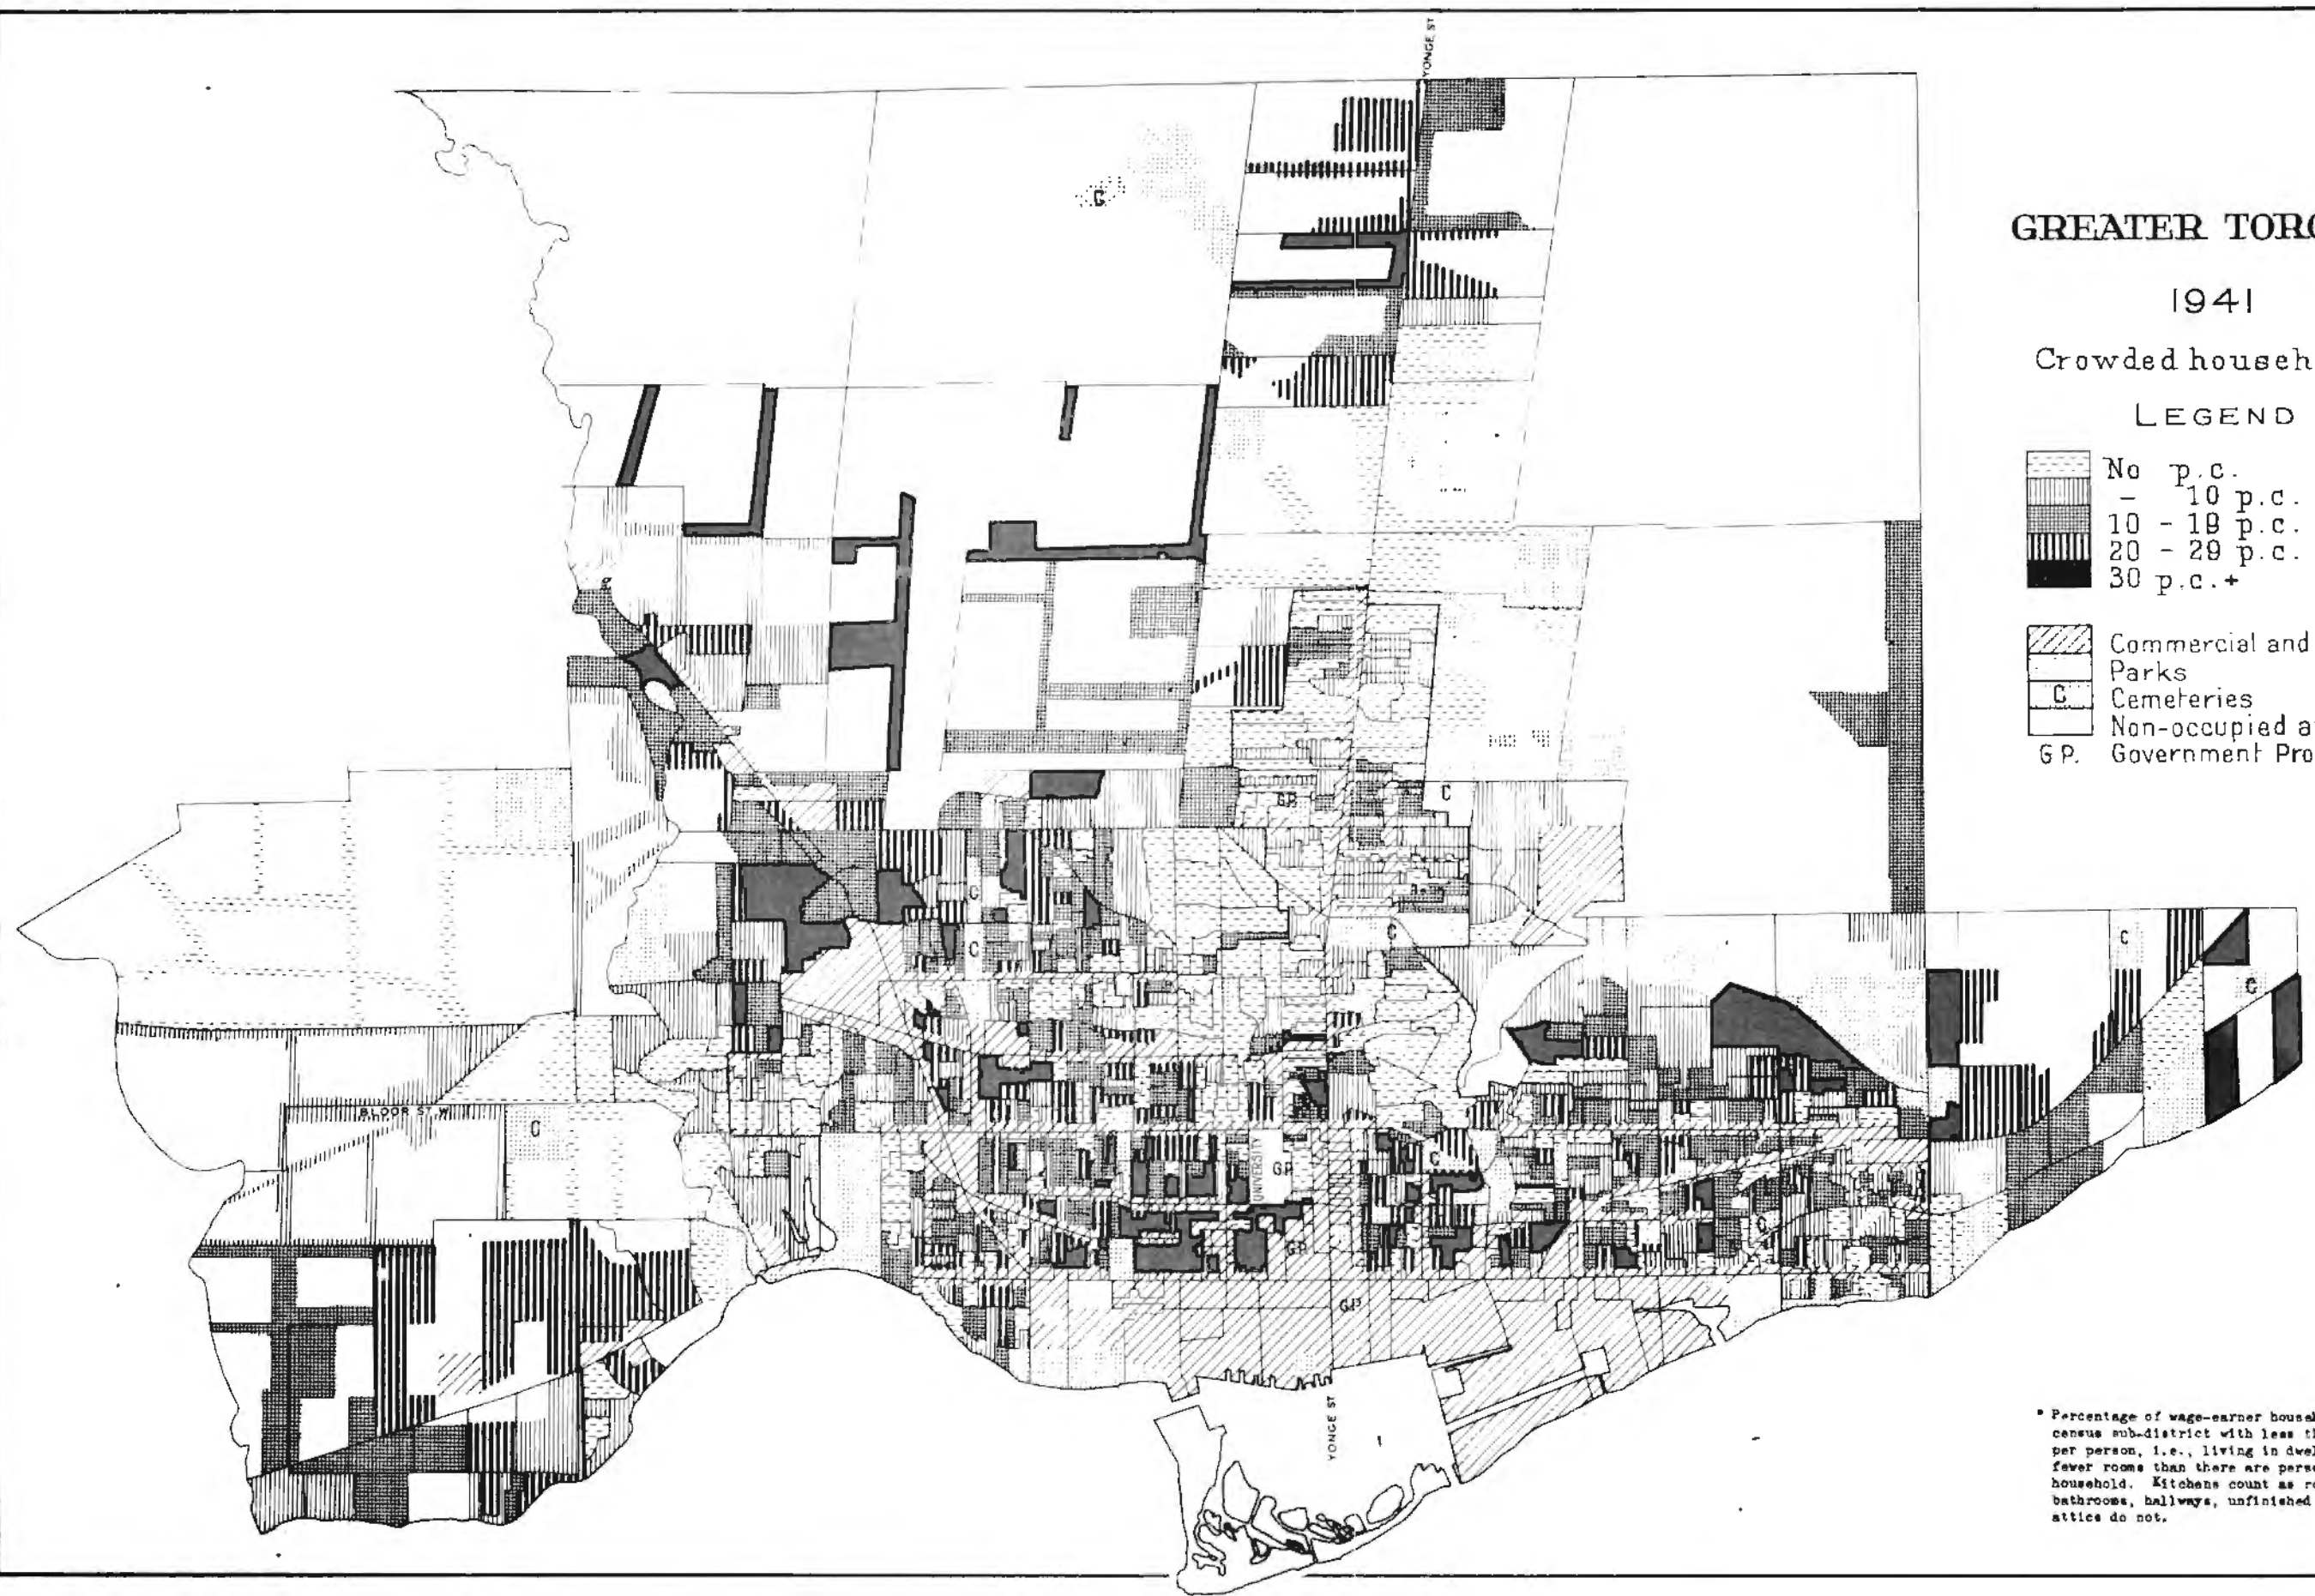 YONGE ST
GREATER TORO
1941
Crowded househ
LEGEND
No p.c.
- 10 p.c.
10 - 19 p.c.
20 - 29 p.c.
30 p.c.+
Commercial and
Parks
C Cemeteries
Non-occupied a
G P. Government Pro
C
G.P.
C
C
C
C
C
C
BLOOR ST. W.
C
UNIVERSITY
G.P.
C
G.P.
C
G.P.
YONGE ST
* Percentage of wage-earner househ
census sub-district with less th
per person, i.e., living in dwel
fewer rooms than there are perso
household. Kitchens count as ro
bathrooms, hallways, unfinished
attics do not.